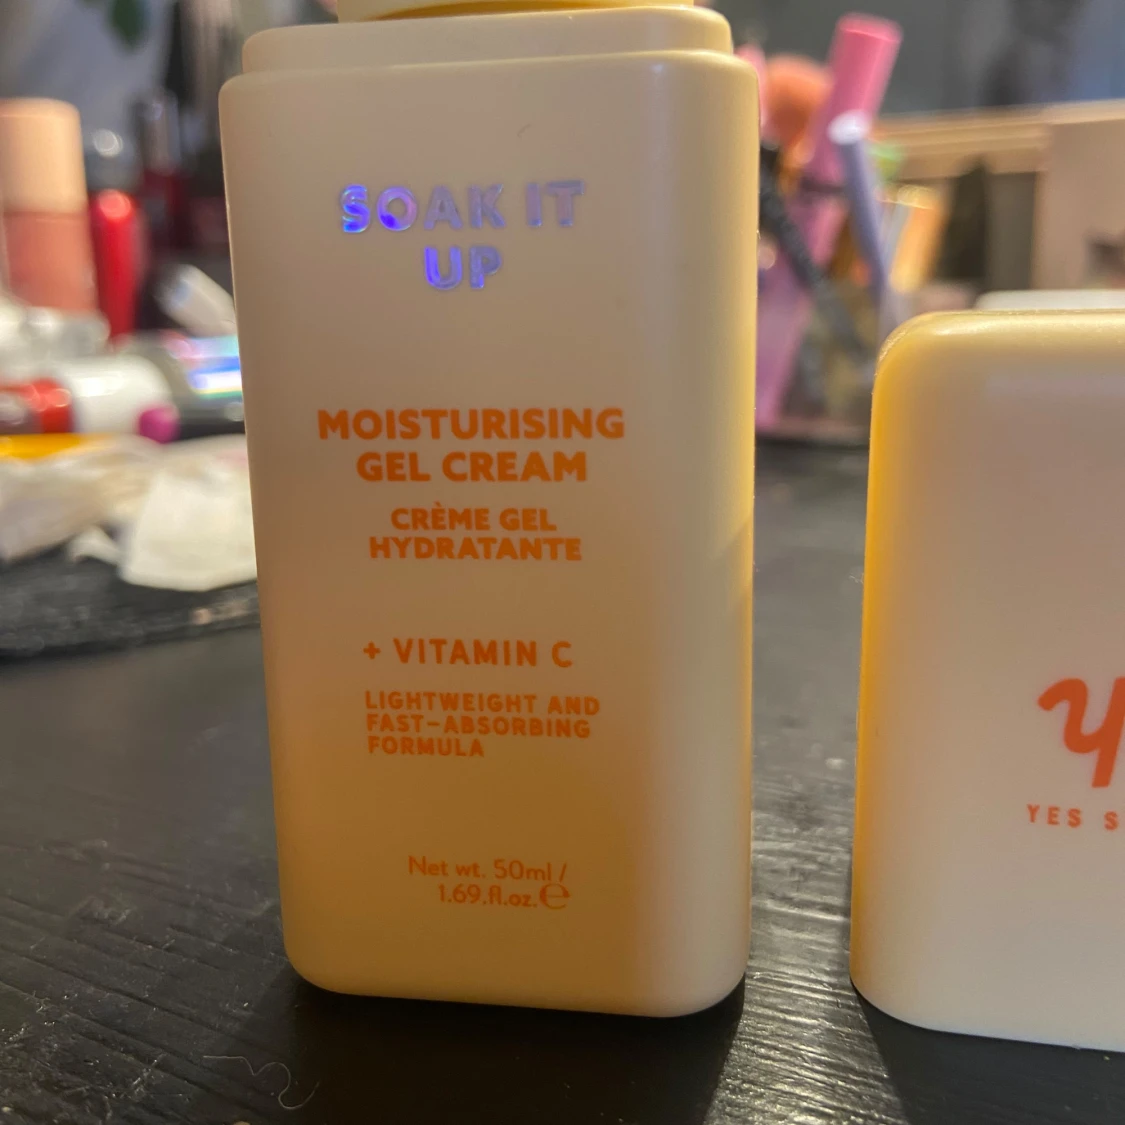 SOAK IT
UP
MOISTURISING
GEL CREAM
CRÈME GEL
HYDRATANTE
+ VITAMIN C
LIGHTWEIGHT AND
FAST-ABSORBING
FORMULA
Net wt. 50ml /
1.69.fl.oz.℮
YES